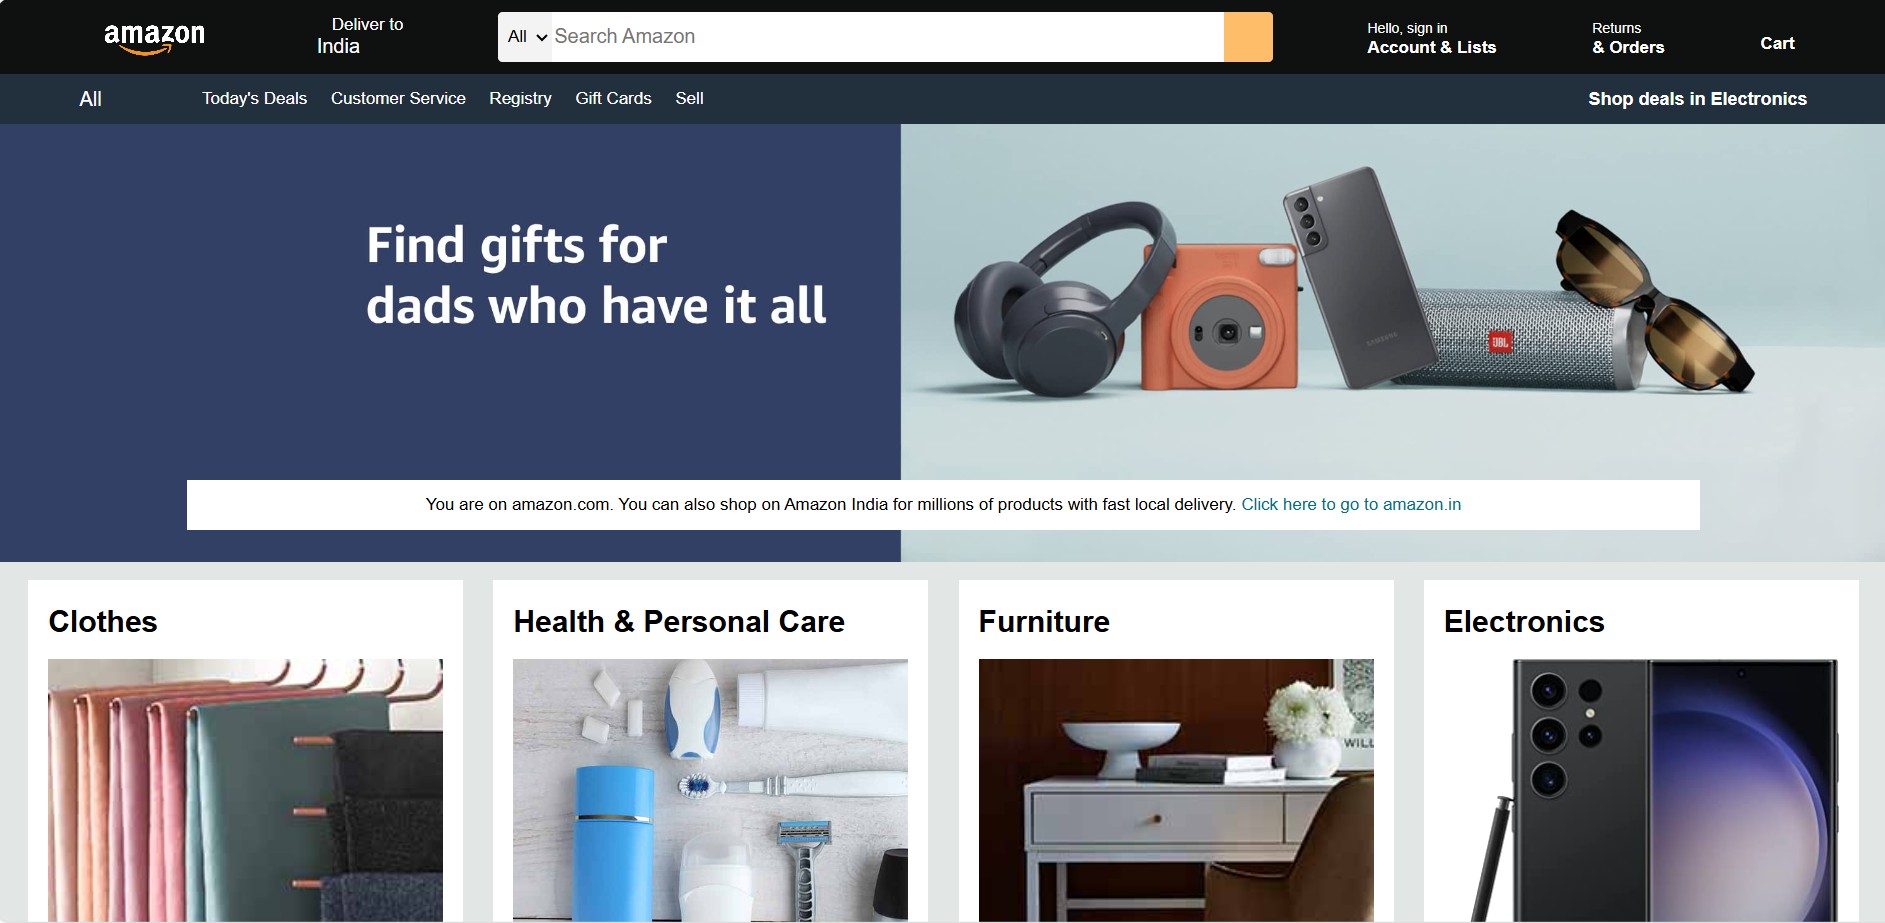 amazon
Deliver to
India
All
Search Amazon
Hello, sign in
Account & Lists
Returns
& Orders
Cart
All
Today's Deals
Customer Service
Registry
Gift Cards
Sell
Shop deals in Electronics
Find gifts for
dads who have it all
SAMSUNG
JBL
You are on amazon.com. You can also shop on Amazon India for millions of products with fast local delivery. Click here to go to amazon.in
Clothes
Health & Personal Care
Furniture
Electronics
WILL